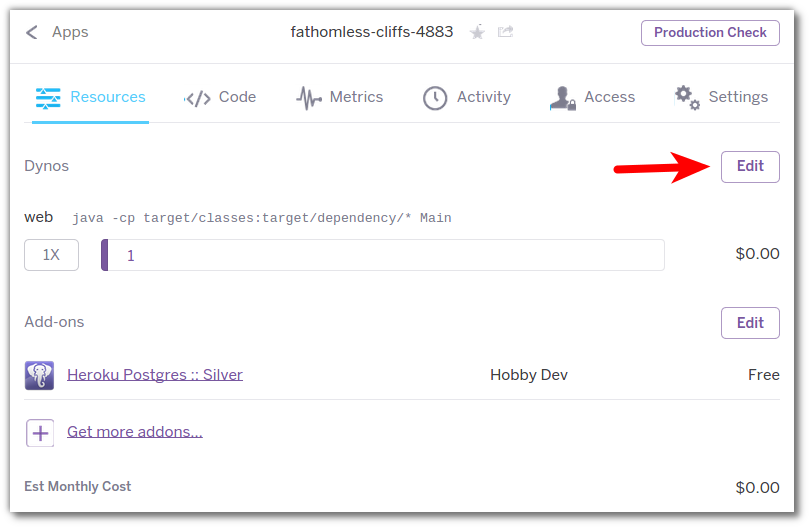 Apps fathomless-cliffs-4883 Production Check
Resources Code Metrics Activity Access Settings
Dynos Edit
web java -cp target/classes:target/dependency/* Main
1X 1 $0.00
Add-ons Edit
Heroku Postgres :: Silver Hobby Dev Free
Get more addons...
Est Monthly Cost $0.00